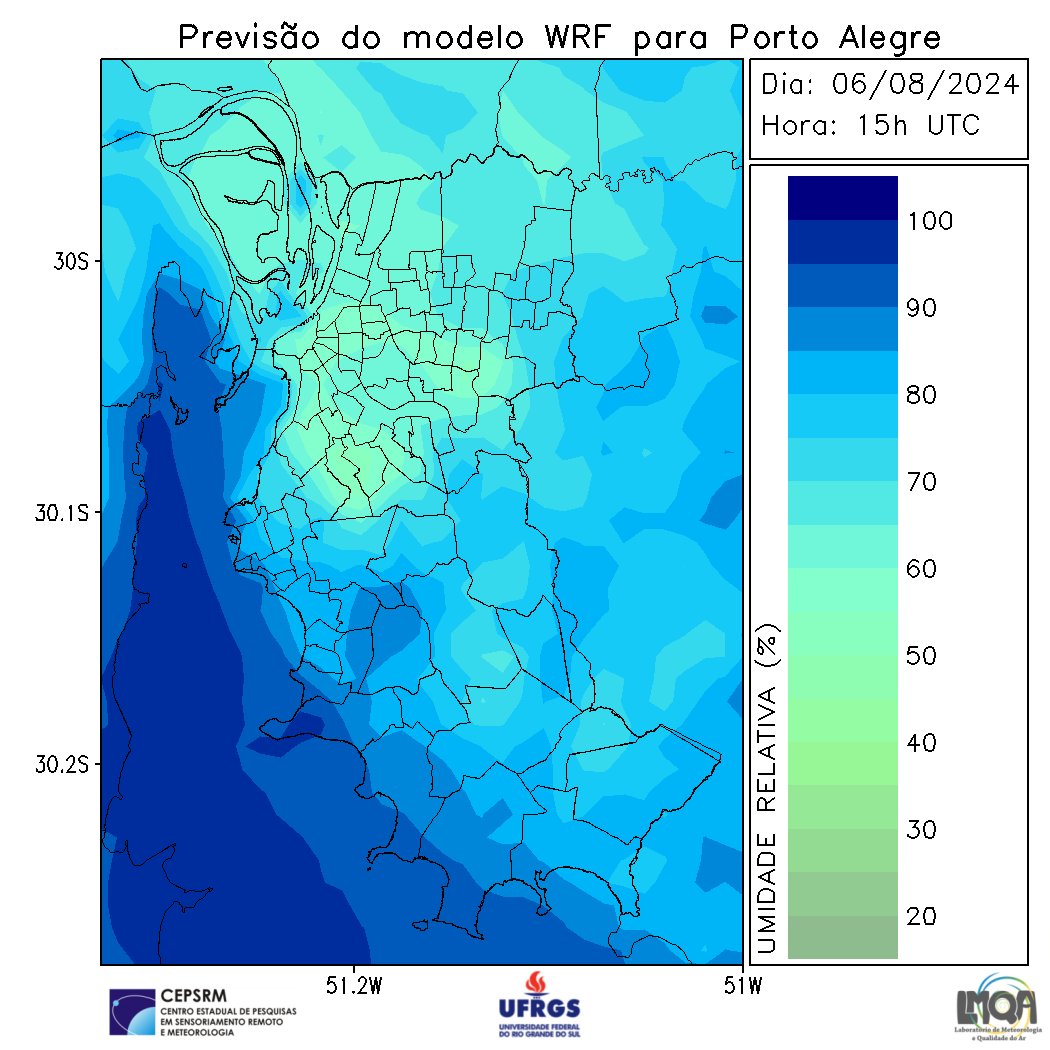 Previsão do modelo WRF para Porto Alegre
Dia: 06/08/2024
Hora: 15h UTC
100
90
80
70
60
50
40
30
20
UMIDADE RELATIVA (%)
30S
30.1S
30.2S
51.2W
51W
CEPSRM
CENTRO ESTADUAL DE PESQUISAS
EM SENSORIAMENTO REMOTO
E METEOROLOGIA
UFRGS
UNIVERSIDADE FEDERAL
DO RIO GRANDE DO SUL
LMQA
Laboratório de Meteorologia
e Qualidade do Ar